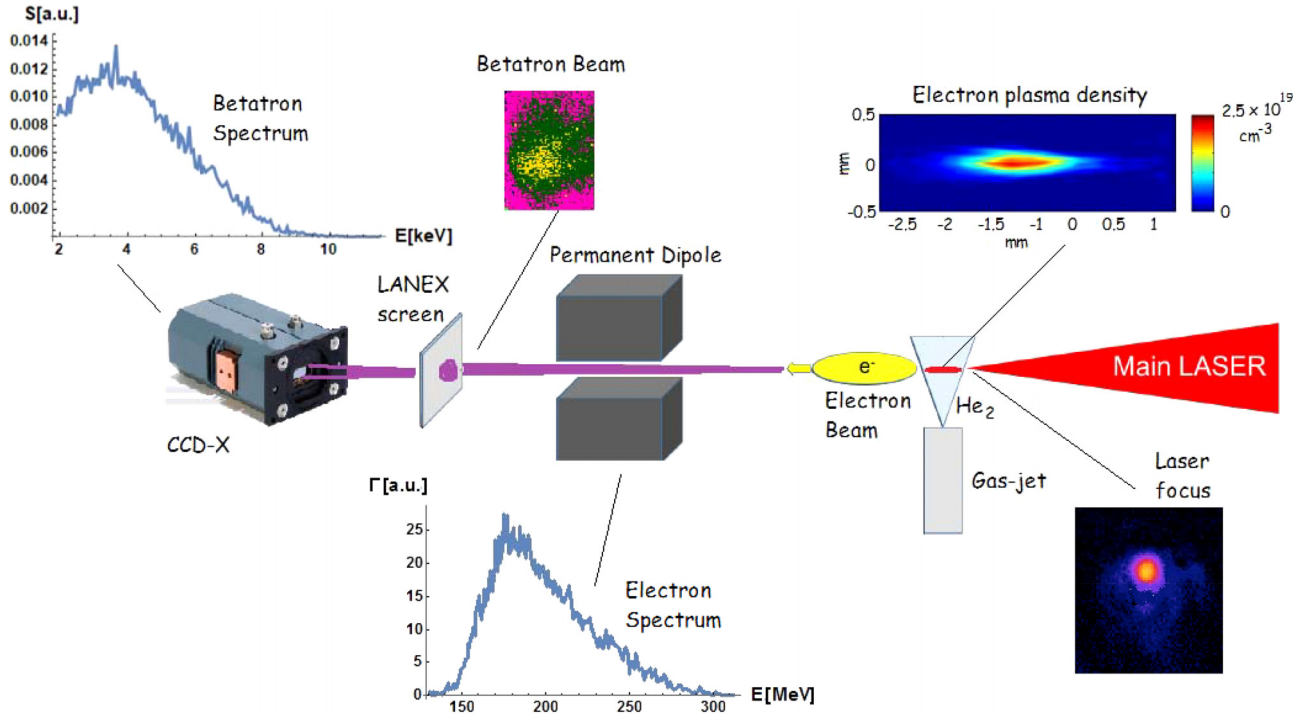 S[a.u.]
0.014
0.012
0.010
0.008
0.006
0.004
0.002
2 4 6 8 10
E[keV]
Betatron
Spectrum
Betatron Beam
Electron plasma density
0.5
0
-0.5
mm
-2.5 -2 -1.5 -1 0 1
mm
2.5 x 10^19
cm^-3
0
Permanent Dipole
LANEX
screen
CCD-X
e-
Electron
Beam
He2
Gas-jet
Main LASER
Laser
focus
Γ[a.u.]
25
20
15
10
5
0
150 200 250 300
E[MeV]
Electron
Spectrum